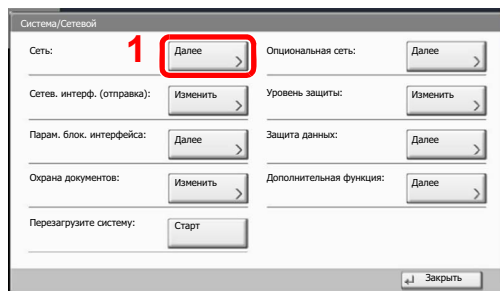 Система/Сетевой
Сеть: 1 Далее Опциональная сеть: Далее
Сетев. интерф. (отправка): Изменить Уровень защиты: Изменить
Парам. блок. интерфейса: Далее Защита данных: Далее
Охрана документов: Изменить Дополнительная функция: Далее
Перезагрузите систему: Старт
Закрыть